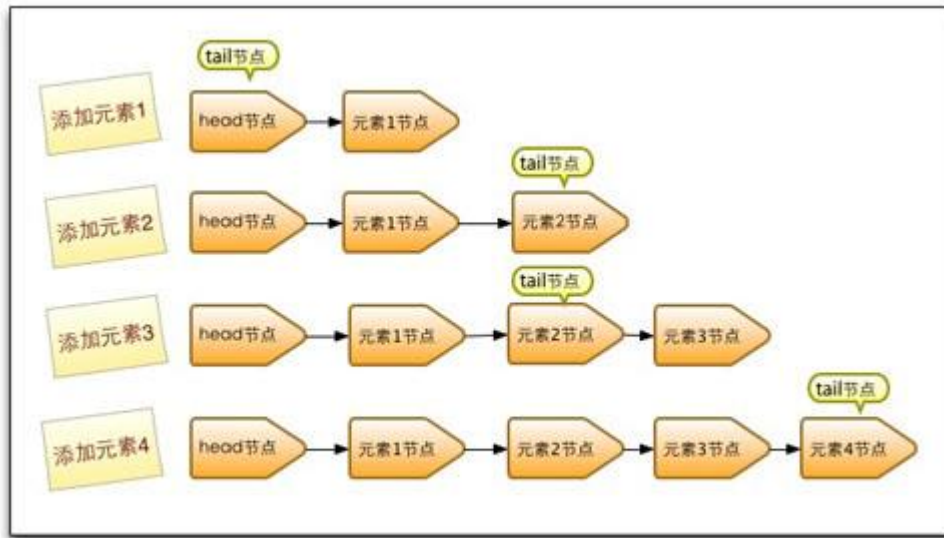 tail节点
添加元素1
head节点
元素1节点
tail节点
添加元素2
head节点
元素1节点
元素2节点
tail节点
添加元素3
head节点
元素1节点
元素2节点
元素3节点
tail节点
添加元素4
head节点
元素1节点
元素2节点
元素3节点
元素4节点